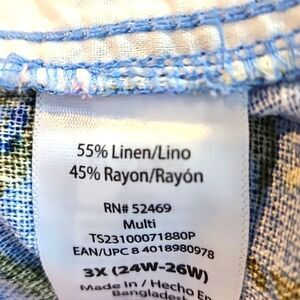 55% Linen/Lino
45% Rayon/Rayón
RN# 52469
Multi
TS23100071880P
EAN/UPC 8 4018980978
3X (24W-26W)
Made in / Hecho En
Bangladesh